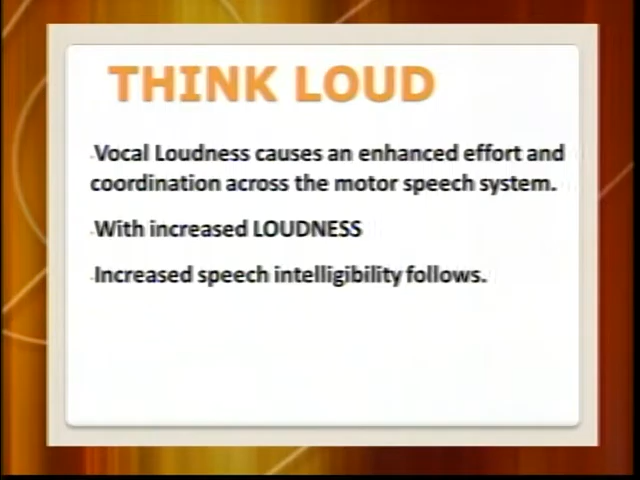 THINK LOUD
Vocal Loudness causes an enhanced effort and
coordination across the motor speech system.
With increased LOUDNESS
Increased speech intelligibility follows.